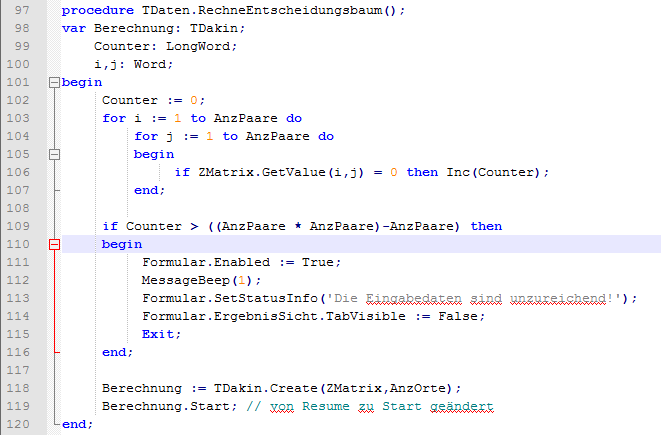 97 procedure TDaten.RechneEntscheidungsbaum();
98 var Berechnung: TDakin;
99 Counter: LongWord;
100 i,j: Word;
101 begin
102 Counter := 0;
103 for i := 1 to AnzPaare do
104 for j := 1 to AnzPaare do
105 begin
106 if ZMatrix.GetValue(i,j) = 0 then Inc(Counter);
107 end;
108
109 if Counter > ((AnzPaare * AnzPaare)-AnzPaare) then
110 begin
111 Formular.Enabled := True;
112 MessageBeep(1);
113 Formular.SetStatusInfo('Die Eingabedaten sind unzureichend!');
114 Formular.ErgebnisSicht.TabVisible := False;
115 Exit;
116 end;
117
118 Berechnung := TDakin.Create(ZMatrix,AnzOrte);
119 Berechnung.Start; // von Resume zu Start geändert
120 end;